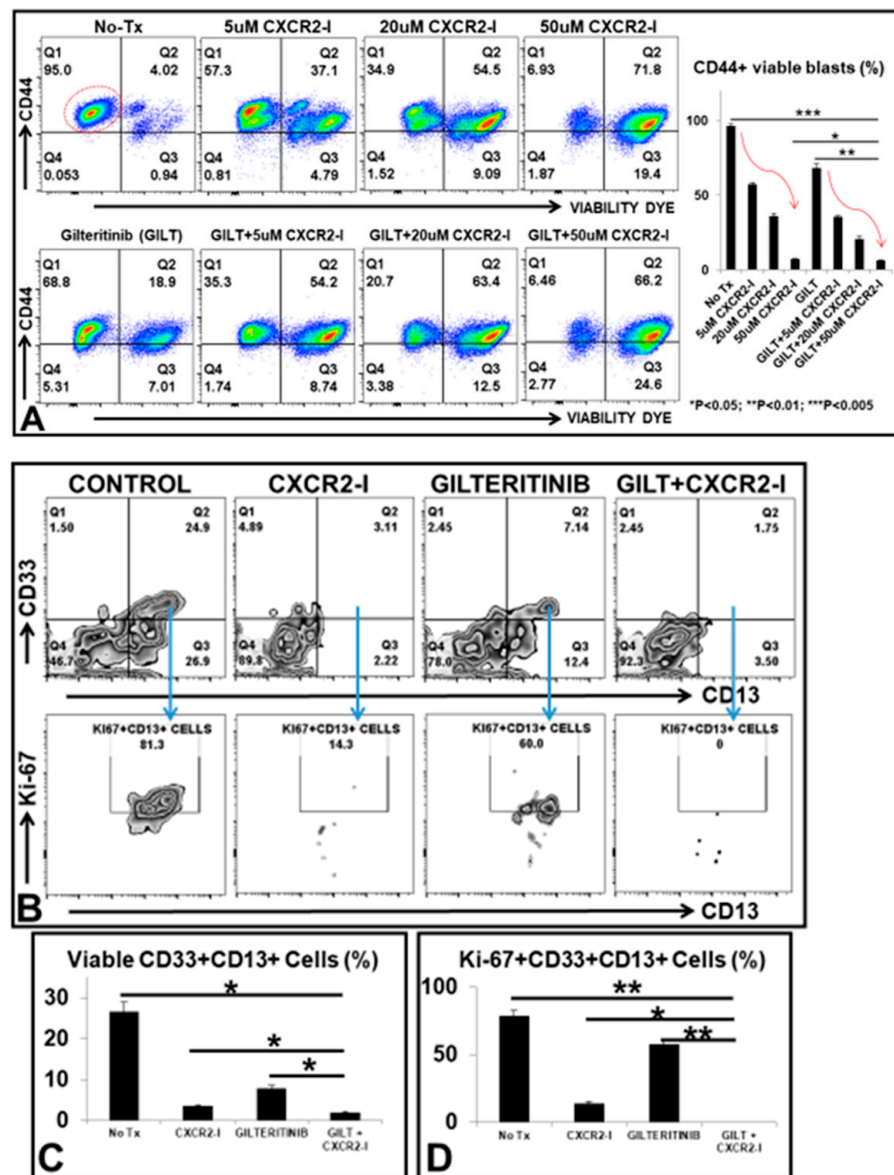 No-Tx 5uM CXCR2-I 20uM CXCR2-I 50uM CXCR2-I
Q1 Q2 Q1 Q2 Q1 Q2 Q1 Q2
95.0 4.02 57.3 37.1 34.9 54.5 6.93 71.8
CD44
Q4 Q3 Q4 Q3 Q4 Q3 Q4 Q3
0.053 0.94 0.81 4.79 1.52 9.09 1.87 19.4
VIABILITY DYE
Gilteritinib (GILT) GILT+5uM CXCR2-I GILT+20uM CXCR2-I GILT+50uM CXCR2-I
Q1 Q2 Q1 Q2 Q1 Q2 Q1 Q2
68.8 18.9 35.3 54.2 20.7 63.4 6.46 66.2
CD44
Q4 Q3 Q4 Q3 Q4 Q3 Q4 Q3
5.31 7.01 1.74 8.74 3.38 12.5 2.77 24.6
A
VIABILITY DYE
CD44+ viable blasts (%)
***
100
*
**
50
0
No Tx
5uM CXCR2-I
20uM CXCR2-I
50uM CXCR2-I
GILT
GILT+5uM CXCR2-I
GILT+20uM CXCR2-I
GILT+50uM CXCR2-I
*P<0.05; **P<0.01; ***P<0.005
CONTROL CXCR2-I GILTERITINIB GILT+CXCR2-I
Q1 Q2 Q1 Q2 Q1 Q2 Q1 Q2
1.50 24.9 4.89 3.11 2.45 7.14 2.45 1.75
CD33
Q4 Q3 Q4 Q3 Q4 Q3 Q4 Q3
46.7 26.9 89.8 2.22 78.0 12.4 92.3 3.50
CD13
KI67+CD13+ CELLS KI67+CD13+ CELLS KI67+CD13+ CELLS KI67+CD13+ CELLS
81.3 14.3 60.0 0
Ki-67
B
CD13
Viable CD33+CD13+ Cells (%)
30
*
20
*
10
*
0
No Tx CXCR2-I GILTERITINIB GILT + CXCR2-I
C
Ki-67+CD33+CD13+ Cells (%)
100
**
*
**
50
0
No Tx CXCR2-I GILTERITINIB GILT + CXCR2-I
D